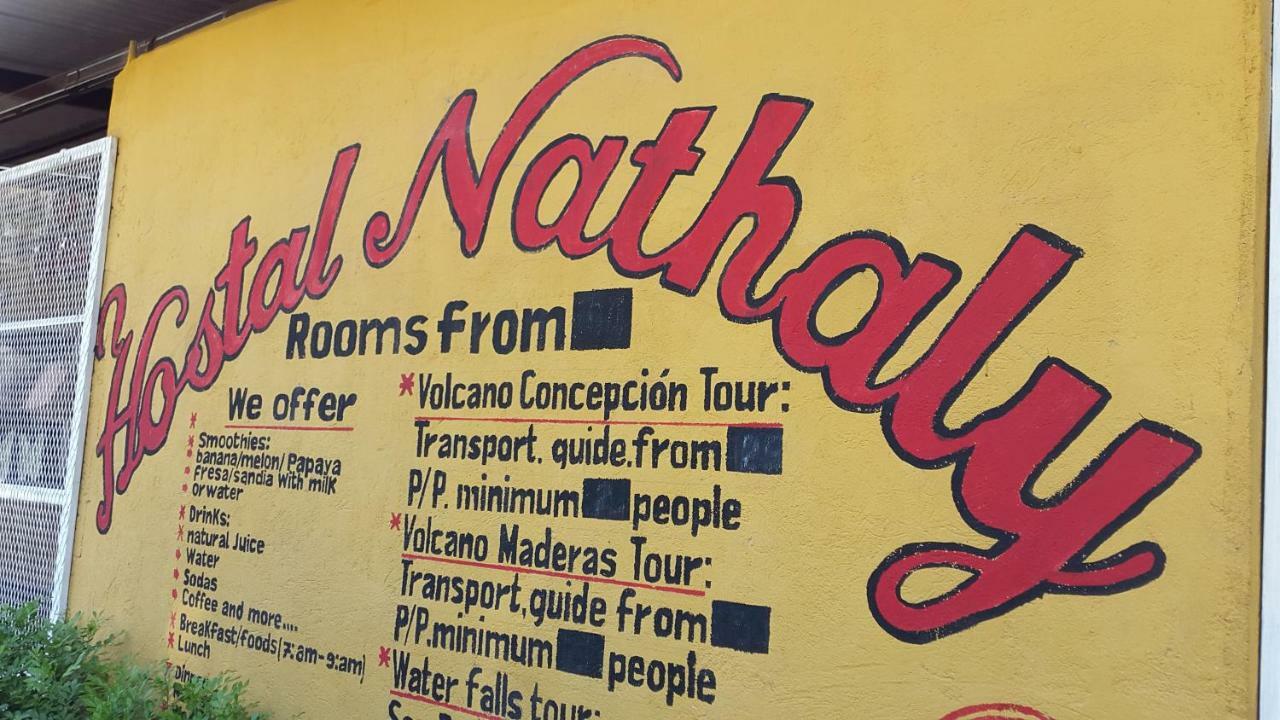 Hostal Nathaly
Rooms from
We offer
Smoothies:
banana/melon/Papaya
Fresa/sandia with milk
or water
Drinks:
natural Juice
Water
Sodas
Coffee and more....
Breakfast/foods(7:am-9:am)
Lunch
* Volcano Concepción Tour:
Transport. guide.from
P/P. minimum people
* Volcano Maderas Tour:
Transport, guide from
P/P. minimum people
* Water falls tour: